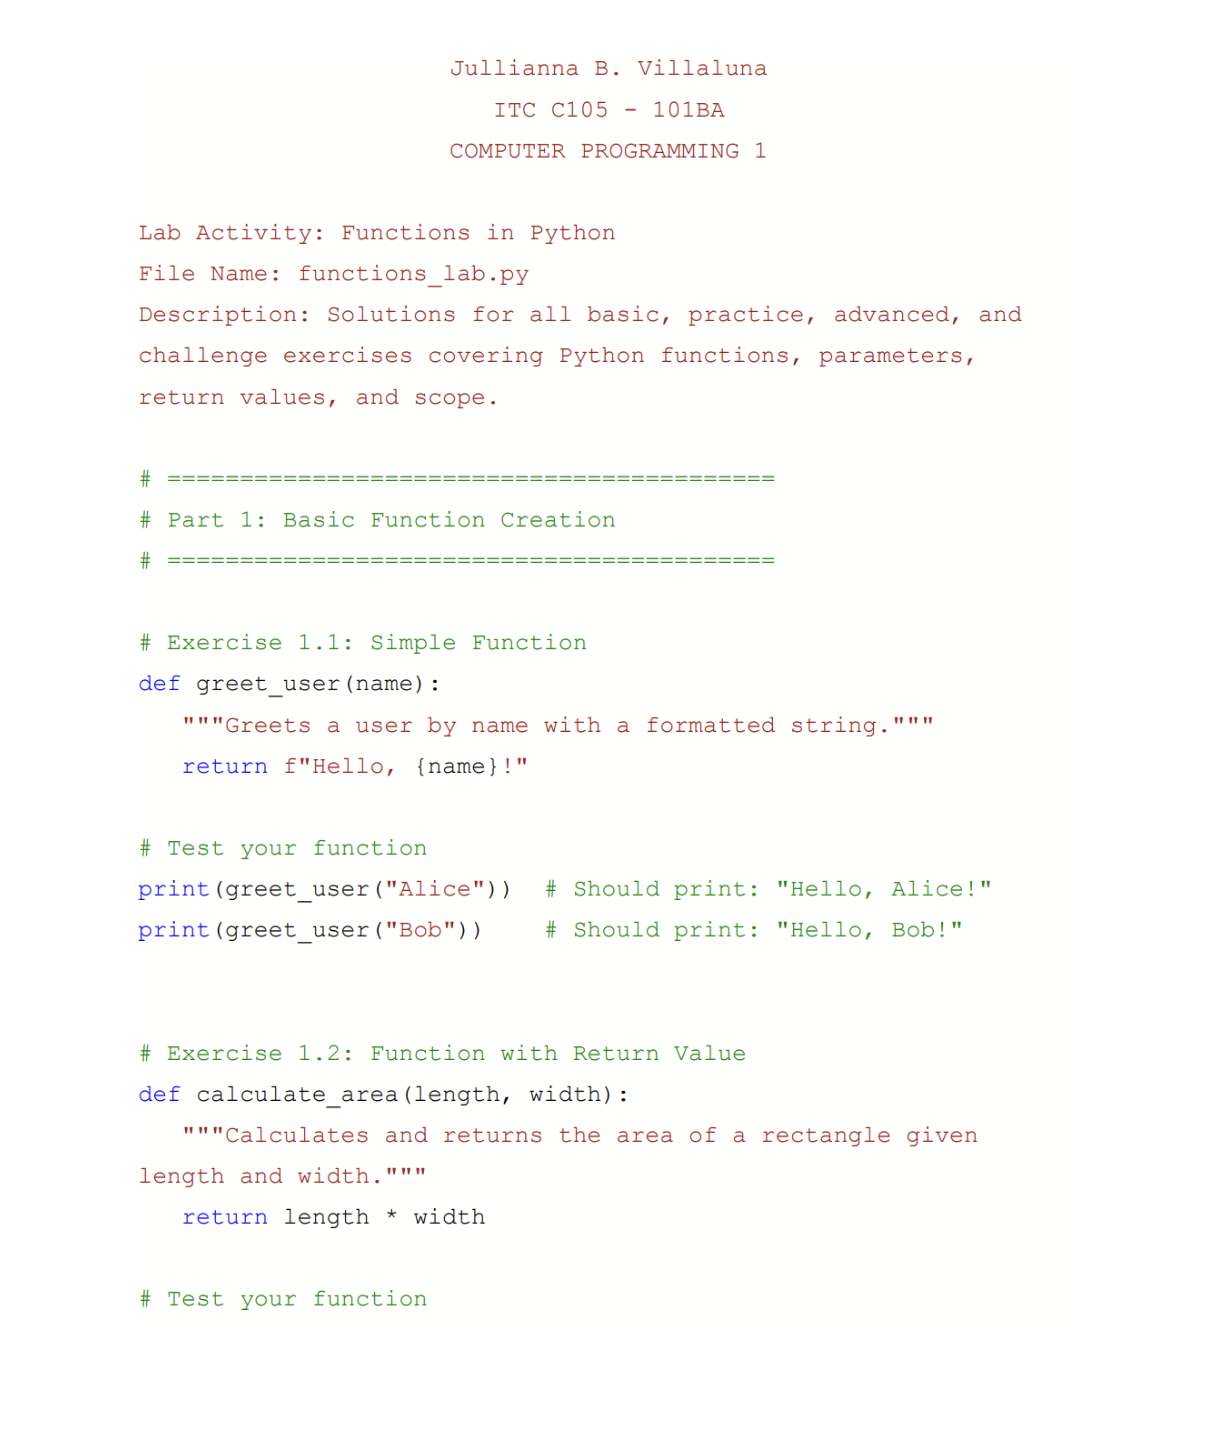 Jullianna B. Villaluna
ITC C105 - 101BA
COMPUTER PROGRAMMING 1
Lab Activity: Functions in Python
File Name: functions_lab.py
Description: Solutions for all basic, practice, advanced, and
challenge exercises covering Python functions, parameters,
return values, and scope.
# ==========================================
# Part 1: Basic Function Creation
# ==========================================
# Exercise 1.1: Simple Function
def greet_user(name):
   """Greets a user by name with a formatted string."""
   return f"Hello, {name}!"
# Test your function
print(greet_user("Alice"))  # Should print: "Hello, Alice!"
print(greet_user("Bob"))    # Should print: "Hello, Bob!"
# Exercise 1.2: Function with Return Value
def calculate_area(length, width):
   """Calculates and returns the area of a rectangle given
length and width."""
   return length * width
# Test your function